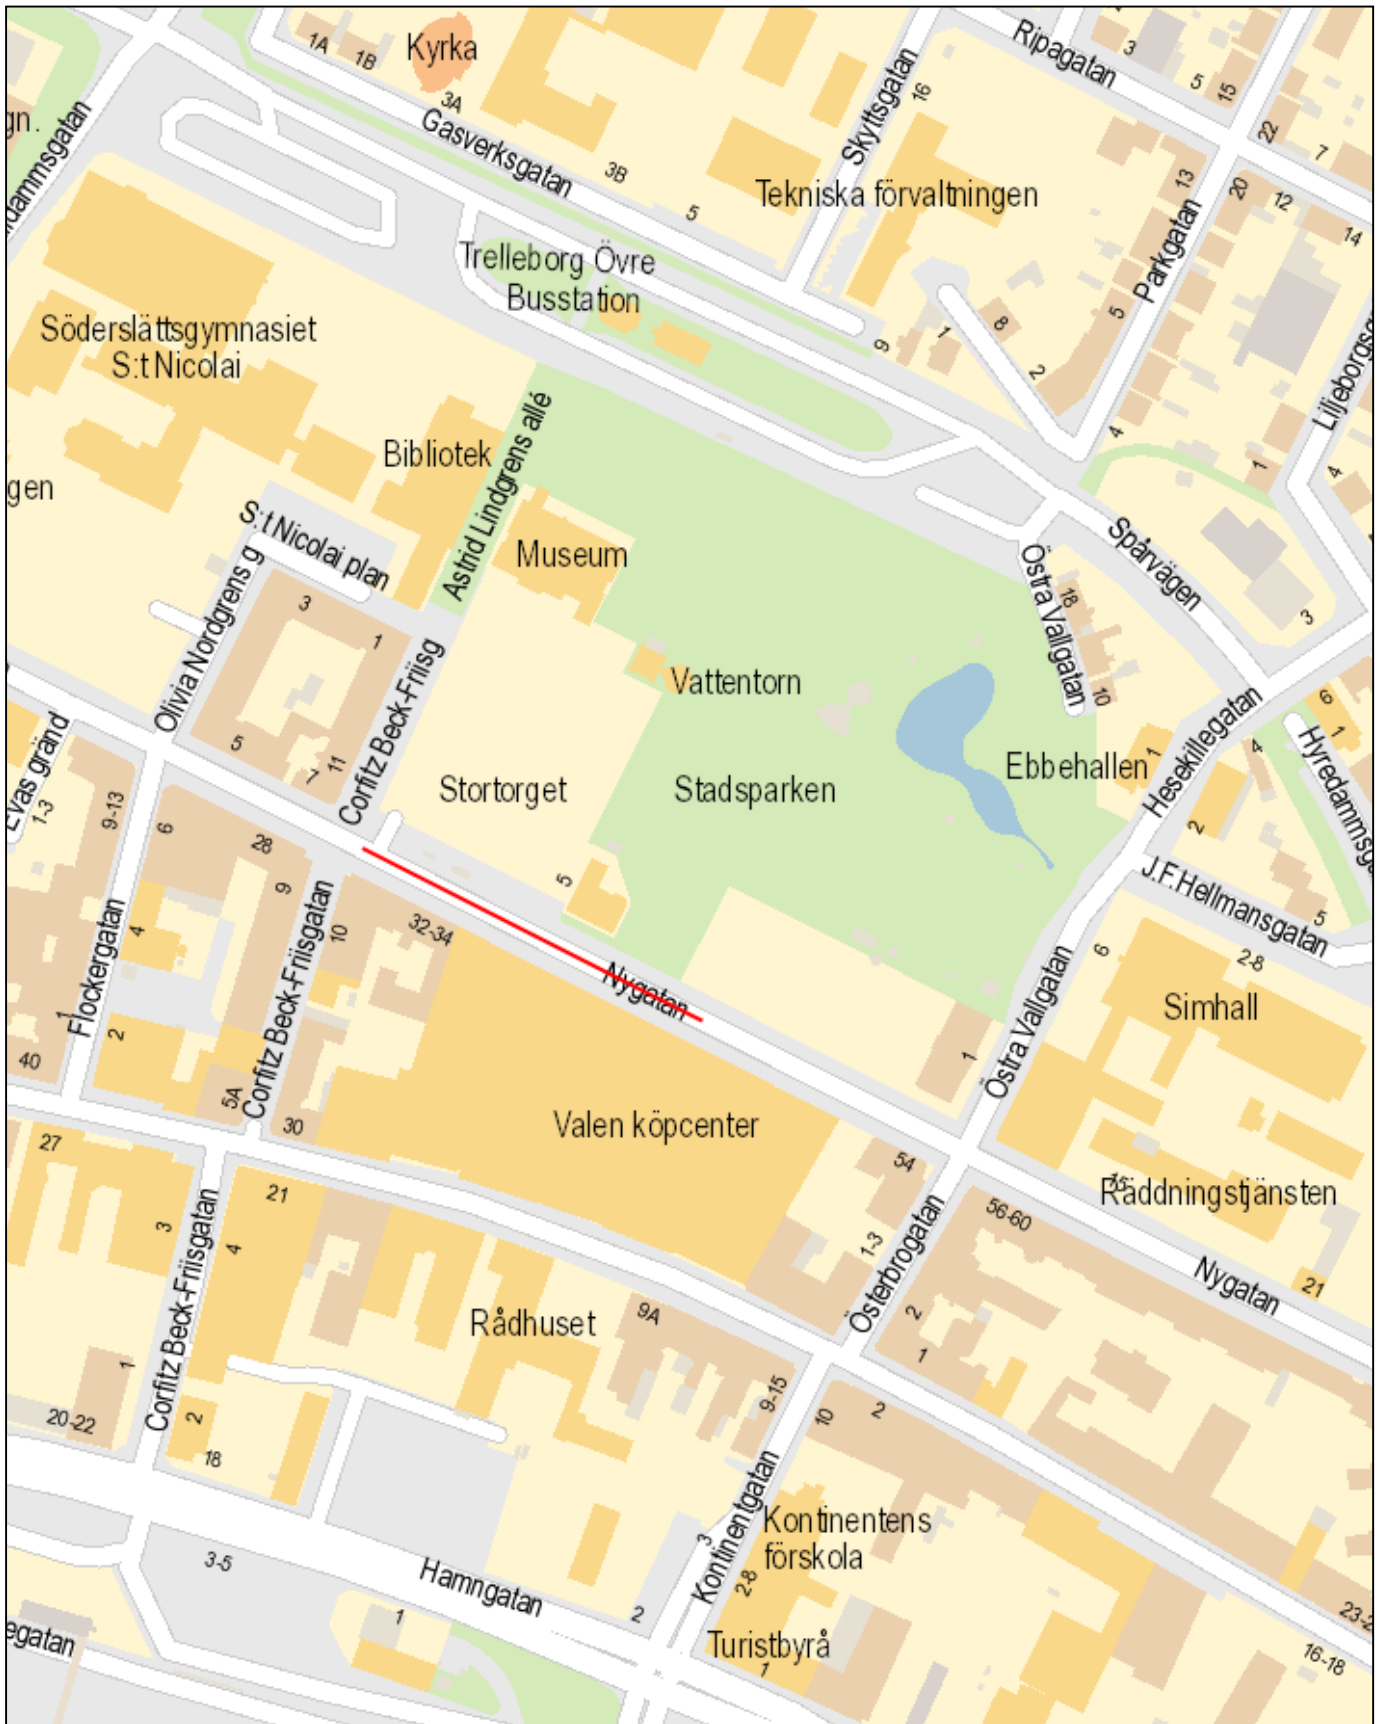 Kyrka
1A
1B
3A
Gasverksgatan
3B
5
Skyttsgatan
16
Ripagatan
3
5
15
22
7
gn.
Tekniska förvaltningen
13
20
12
14
Parkgatan
5
Trelleborg Övre
Busstation
9
1
8
2
4
Söderslättsgymnasiet
S:t Nicolai
Astrid Lindgrens allé
Bibliotek
1
4
gen
S:t Nicolai plan
Museum
Spårvägen
Östra Vallgatan
18
10
3
Olivia Nordgrens g
3
1
Corfitz Beck-Friisg
5
7
11
Vattentorn
Stadsparken
Stortorget
Ebbehallen
1
Hesekillegatan
6
1
4
2
Evas gränd
1-3
9-13
6
28
9
5
J.F.Hellmansgatan
5
Flockergatan
4
10
32-34
Corfitz Beck-Friisgatan
Nygatan
6
2-8
Simhall
1
2
40
5A
30
1
Östra Vallgatan
Valen köpcenter
27
21
54
15
Räddningstjänsten
56-60
1-3
Österbrogatan
3
4
Corfitz Beck-Friisgatan
Nygatan
21
Rådhuset
9A
2
1
1
20-22
2
18
9-15
10
2
Kontinentgatan
3
Kontinentens
förskola
2-8
3-5
Hamngatan
1
2
Turistbyrå
1
egatan
16-18